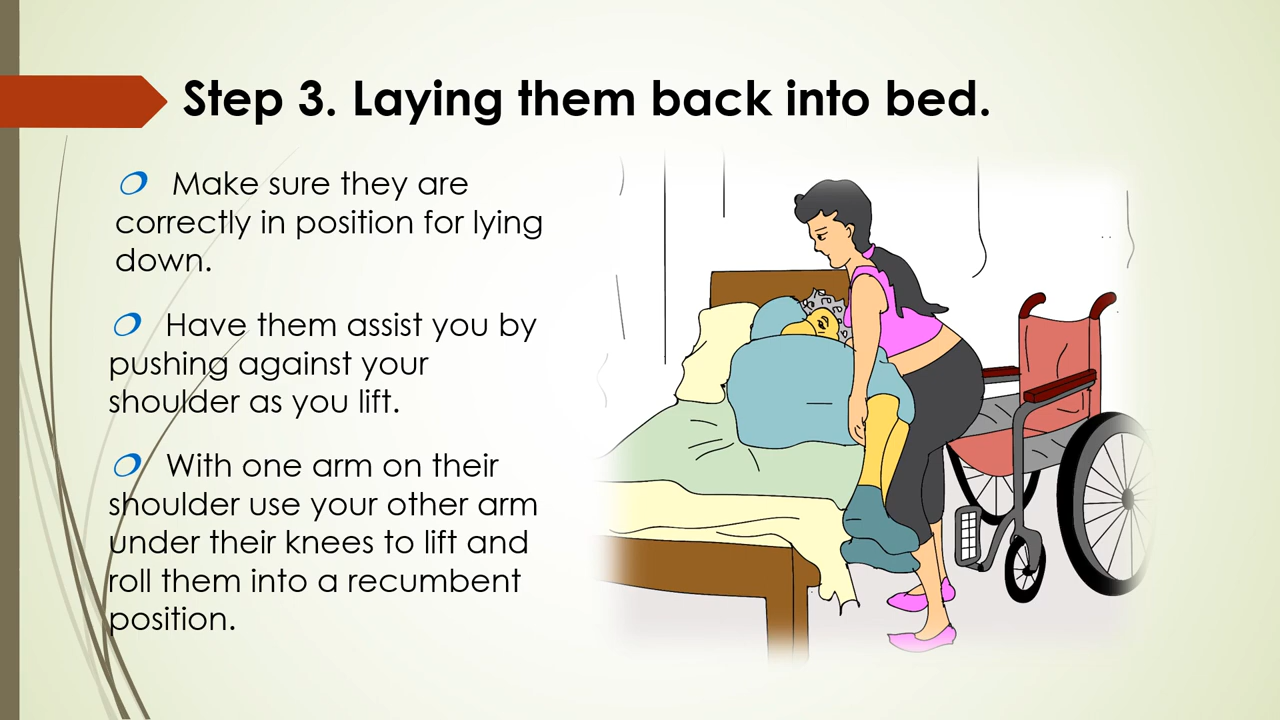 Step 3. Laying them back into bed.
Make sure they are
correctly in position for lying
down.
Have them assist you by
pushing against your
shoulder as you lift.
With one arm on their
shoulder use your other arm
under their knees to lift and
roll them into a recumbent
position.